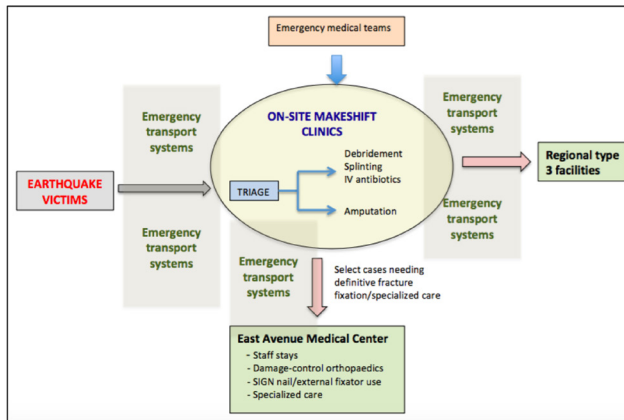 Emergency medical teams
Emergency
transport
systems
ON-SITE MAKESHIFT
CLINICS
Emergency
transport
systems
Debridement
Splinting
IV antibiotics
Regional type
3 facilities
EARTHQUAKE
VICTIMS
TRIAGE
Amputation
Emergency
transport
systems
Emergency
transport
systems
Emergency
transport
systems
Select cases needing
definitive fracture
fixation/specialized care
East Avenue Medical Center
- Staff stays
- Damage-control orthopaedics
- SIGN nail/external fixator use
- Specialized care